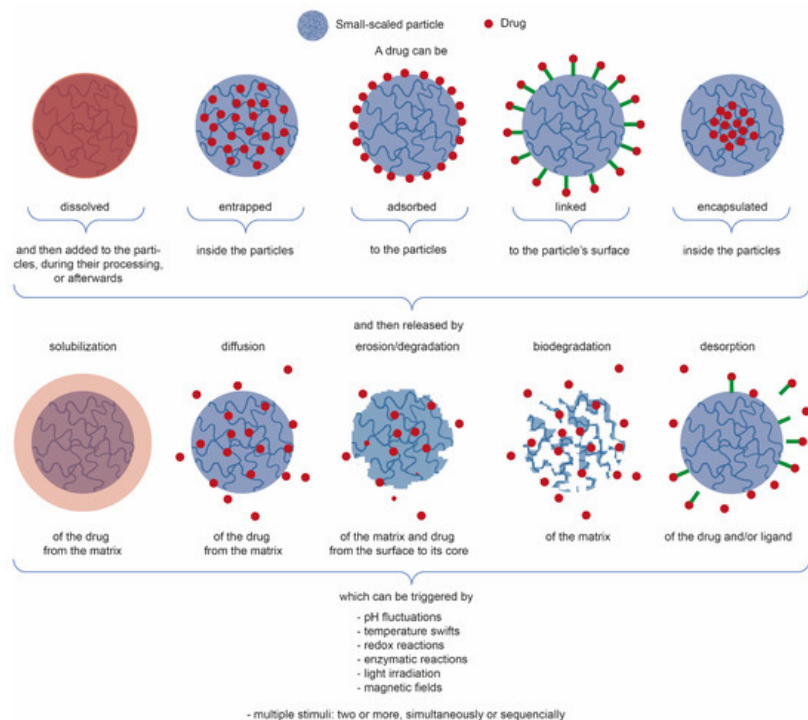 Small-scaled particle
Drug
A drug can be
dissolved
entrapped
adsorbed
linked
encapsulated
and then added to the parti-
cles, during their processing,
or afterwards
inside the particles
to the particles
to the particle's surface
inside the particles
and then released by
solubilization
diffusion
erosion/degradation
biodegradation
desorption
of the drug
from the matrix
of the drug
from the matrix
of the matrix and drug
from the surface to its core
of the matrix
of the drug and/or ligand
which can be triggered by
- pH fluctuations
- temperature swifts
- redox reactions
- enzymatic reactions
- light irradiation
- magnetic fields
- multiple stimuli: two or more, simultaneously or sequencially